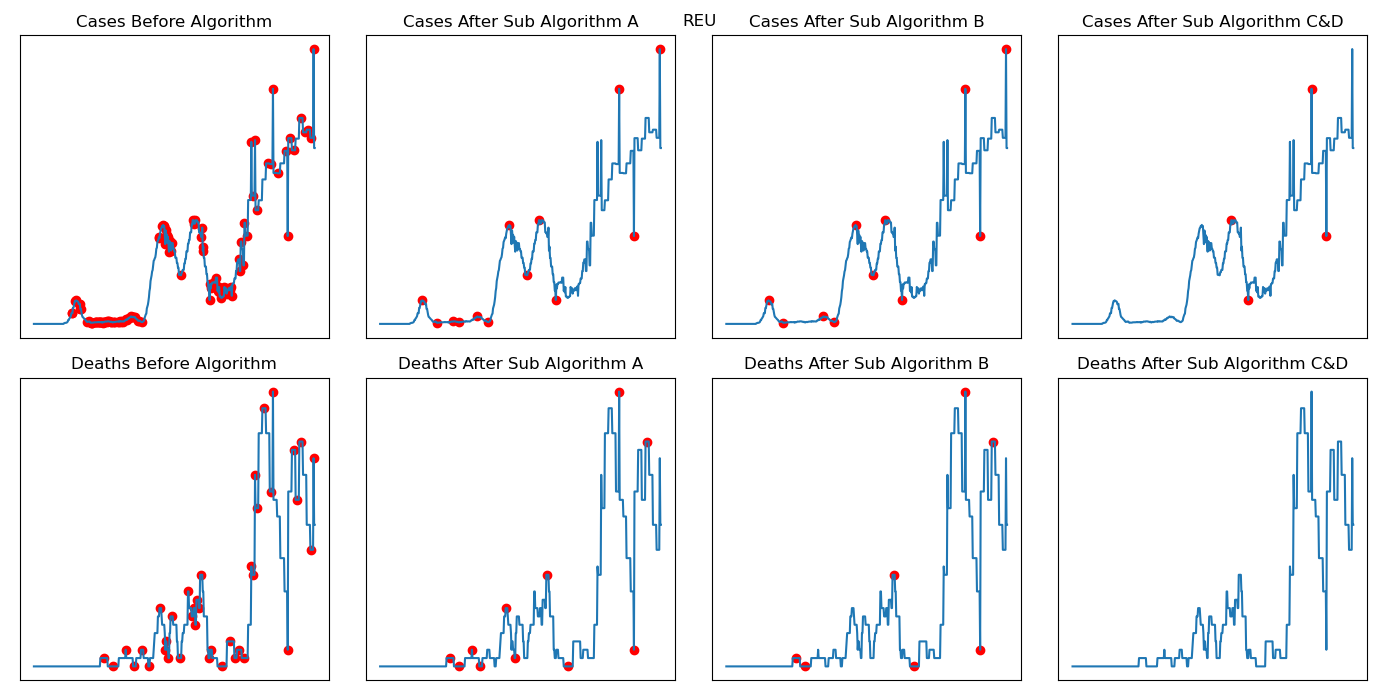 REU
Cases Before Algorithm
Cases After Sub Algorithm A
Cases After Sub Algorithm B
Cases After Sub Algorithm C&D
Deaths Before Algorithm
Deaths After Sub Algorithm A
Deaths After Sub Algorithm B
Deaths After Sub Algorithm C&D